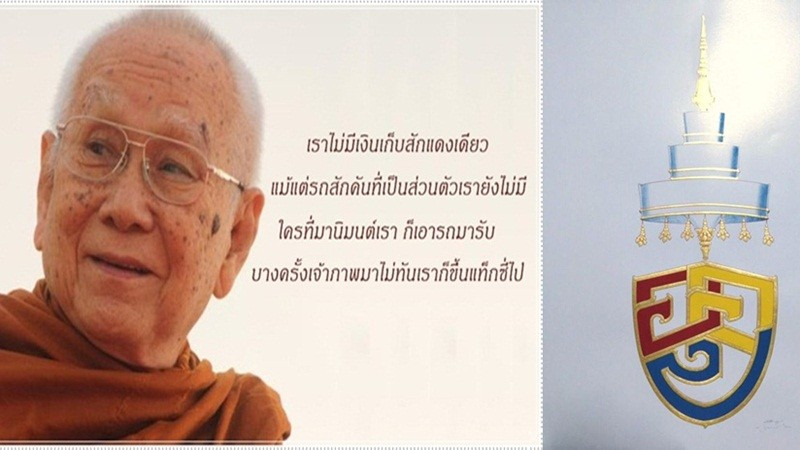 เราไม่มีเงินเก็บสักแดงเดียว
แม้แต่รถสักคันที่เป็นส่วนตัวเรายังไม่มี
ใครที่มานิมนต์เรา ก็เอารถมารับ
บางครั้งเจ้าภาพมาไม่ทันเราก็ขึ้นแท็กซี่ไป